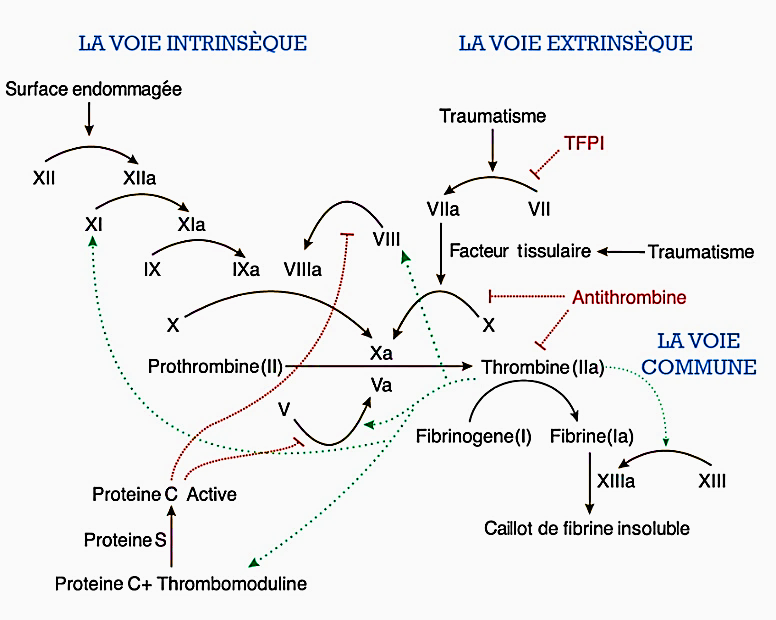 LA VOIE INTRINSÈQUE
LA VOIE EXTRINSÈQUE
Surface endommagée
Traumatisme
TFPI
XII
XIIa
VIIa
VII
XI
XIa
VIII
Facteur tissulaire
Traumatisme
IX
IXa
VIIIa
Antithrombine
X
X
LA VOIE
COMMUNE
Xa
Prothrombine (II)
Thrombine (IIa)
Va
V
Fibrinogene(I)
Fibrine(Ia)
XIIIa
XIII
Proteine C Active
Caillot de fibrine insoluble
Proteine S
Proteine C+ Thrombomoduline